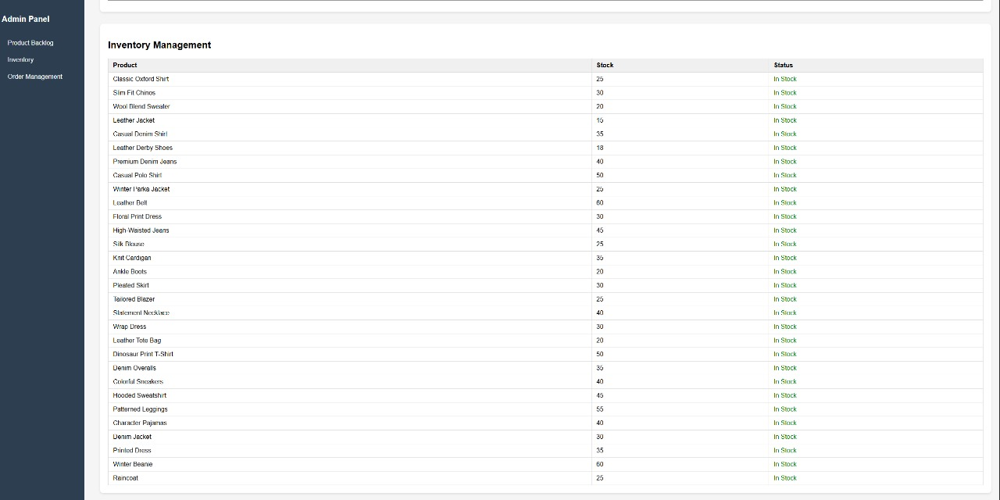 Admin Panel
Product Backlog
Inventory
Order Management
Inventory Management
Product Stock Status
Classic Oxford Shirt 25 In Stock
Slim Fit Chinos 30 In Stock
Wool Blend Sweater 20 In Stock
Leather Jacket 15 In Stock
Casual Denim Shirt 35 In Stock
Leather Derby Shoes 18 In Stock
Premium Denim Jeans 40 In Stock
Casual Polo Shirt 50 In Stock
Winter Parka Jacket 25 In Stock
Leather Belt 60 In Stock
Floral Print Dress 30 In Stock
High-Waisted Jeans 45 In Stock
Silk Blouse 25 In Stock
Knit Cardigan 35 In Stock
Ankle Boots 20 In Stock
Pleated Skirt 30 In Stock
Tailored Blazer 25 In Stock
Statement Necklace 40 In Stock
Wrap Dress 30 In Stock
Leather Tote Bag 20 In Stock
Dinosaur Print T-Shirt 50 In Stock
Denim Overalls 35 In Stock
Colorful Sneakers 40 In Stock
Hooded Sweatshirt 45 In Stock
Patterned Leggings 55 In Stock
Character Pajamas 40 In Stock
Denim Jacket 30 In Stock
Printed Dress 35 In Stock
Winter Beanie 60 In Stock
Raincoat 25 In Stock